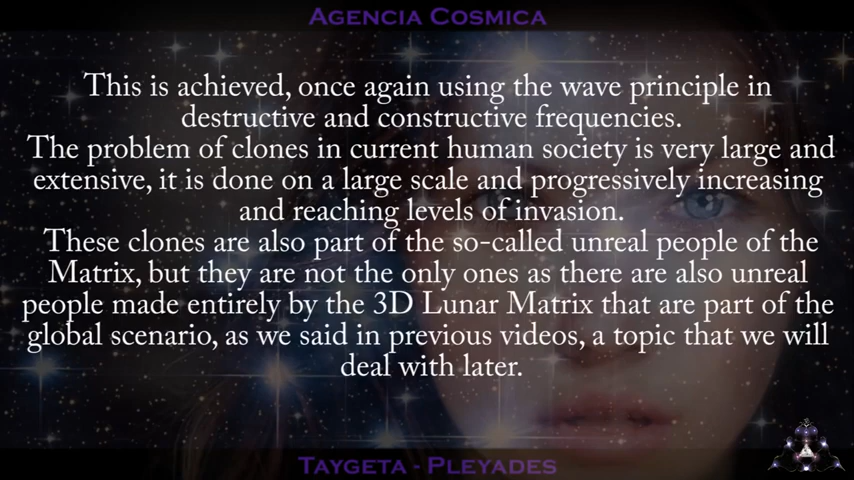 AGENCIA COSMICA
This is achieved, once again using the wave principle in
destructive and constructive frequencies.
The problem of clones in current human society is very large and
extensive, it is done on a large scale and progressively increasing
and reaching levels of invasion.
These clones are also part of the so-called unreal people of the
Matrix, but they are not the only ones as there are also unreal
people made entirely by the 3D Lunar Matrix that are part of the
global scenario, as we said in previous videos, a topic that we will
deal with later.
TAYGETA - PLEYADES